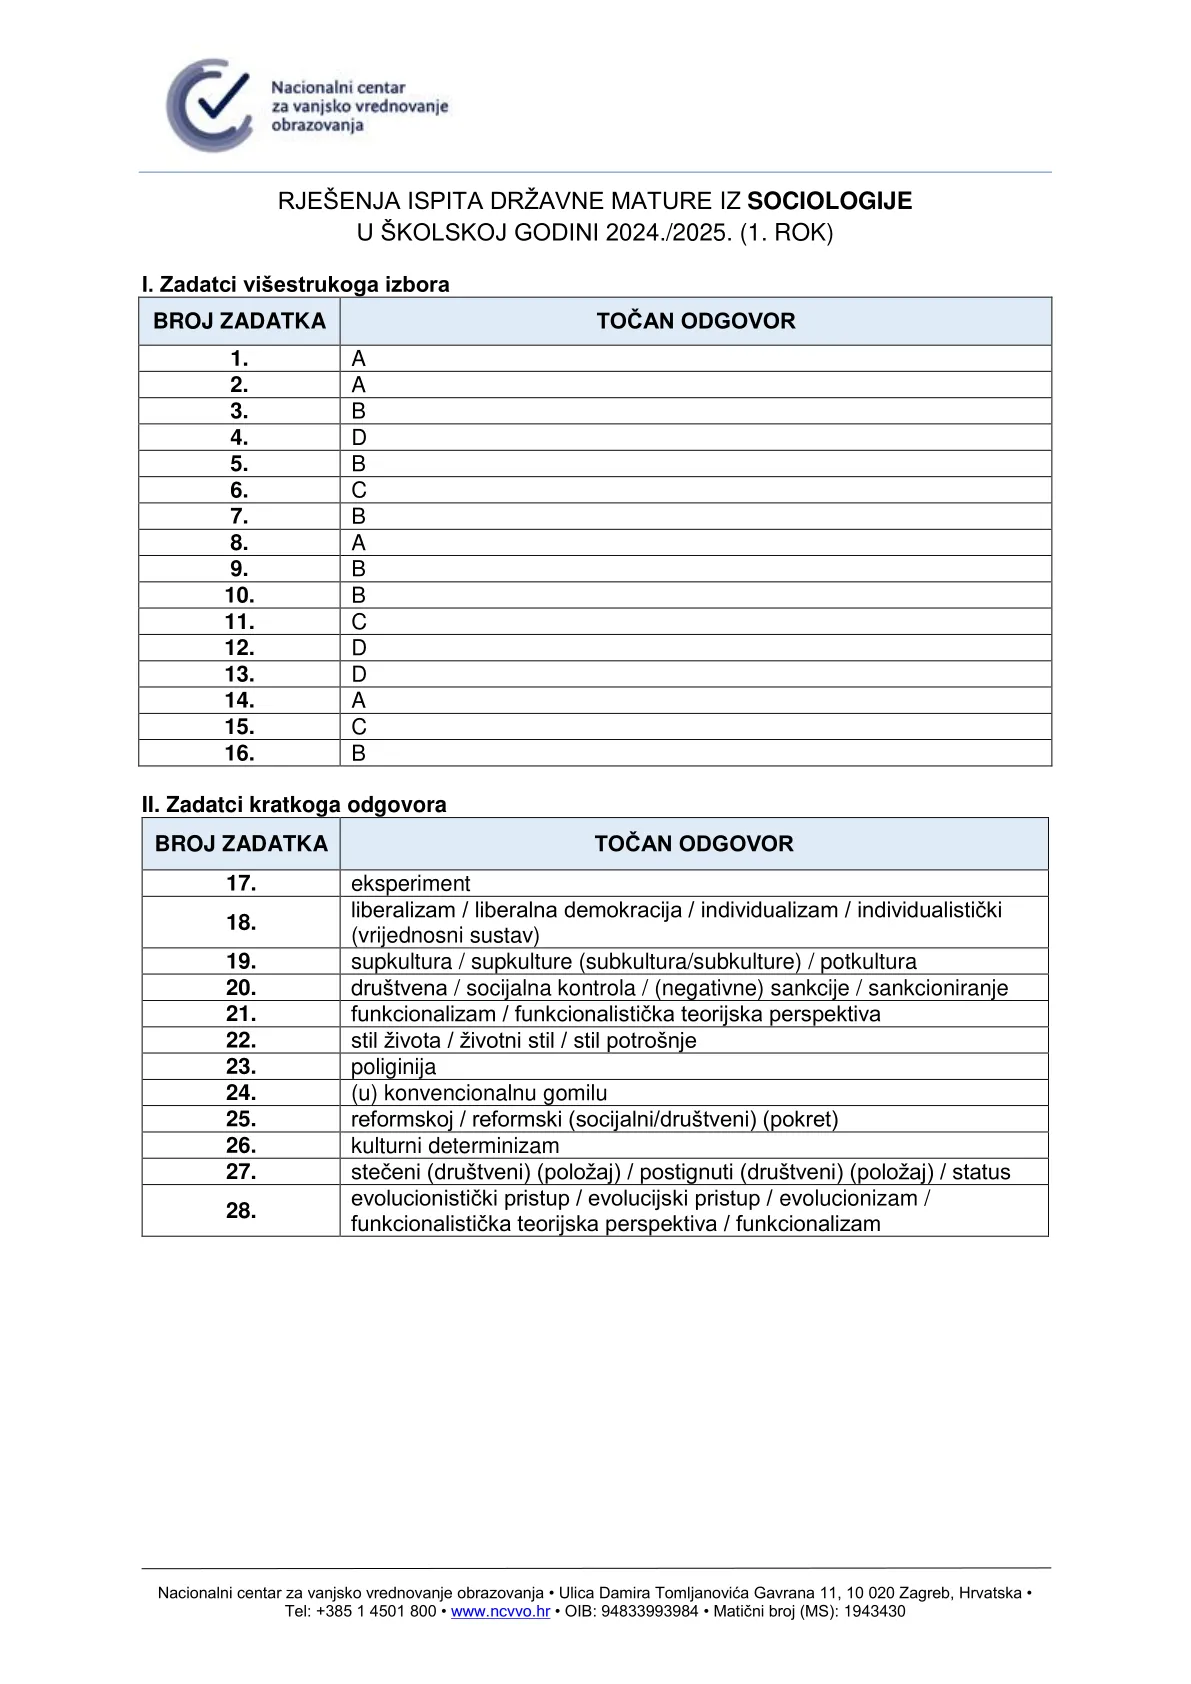 Nacionalni centar
za vanjsko vrednovanje
obrazovanja
RJEŠENJA ISPITA DRŽAVNE MATURE IZ SOCIOLOGIJE
U ŠKOLSKOJ GODINI 2024./2025. (1. ROK)
I. Zadatci višestrukoga izbora
BROJ ZADATKA TOČAN ODGOVOR
1. A
2. A
3. B
4. D
5. B
6. C
7. B
8. A
9. B
10. B
11. C
12. D
13. D
14. A
15. C
16. B
II. Zadatci kratkoga odgovora
BROJ ZADATKA TOČAN ODGOVOR
17. eksperiment
18. liberalizam / liberalna demokracija / individualizam / individualistički
(vrijednosni sustav)
19. supkultura / supkulture (subkultura/subkulture) / potkultura
20. društvena / socijalna kontrola / (negativne) sankcije / sankcioniranje
21. funkcionalizam / funkcionalistička teorijska perspektiva
22. stil života / životni stil / stil potrošnje
23. poliginija
24. (u) konvencionalnu gomilu
25. reformskoj / reformski (socijalni/društveni) (pokret)
26. kulturni determinizam
27. stečeni (društveni) (položaj) / postignuti (društveni) (položaj) / status
28. evolucionistički pristup / evolucijski pristup / evolucionizam /
funkcionalistička teorijska perspektiva / funkcionalizam
Nacionalni centar za vanjsko vrednovanje obrazovanja • Ulica Damira Tomljanovića Gavrana 11, 10 020 Zagreb, Hrvatska •
Tel: +385 1 4501 800 • www.ncvvo.hr • OIB: 94833993984 • Matični broj (MS): 1943430